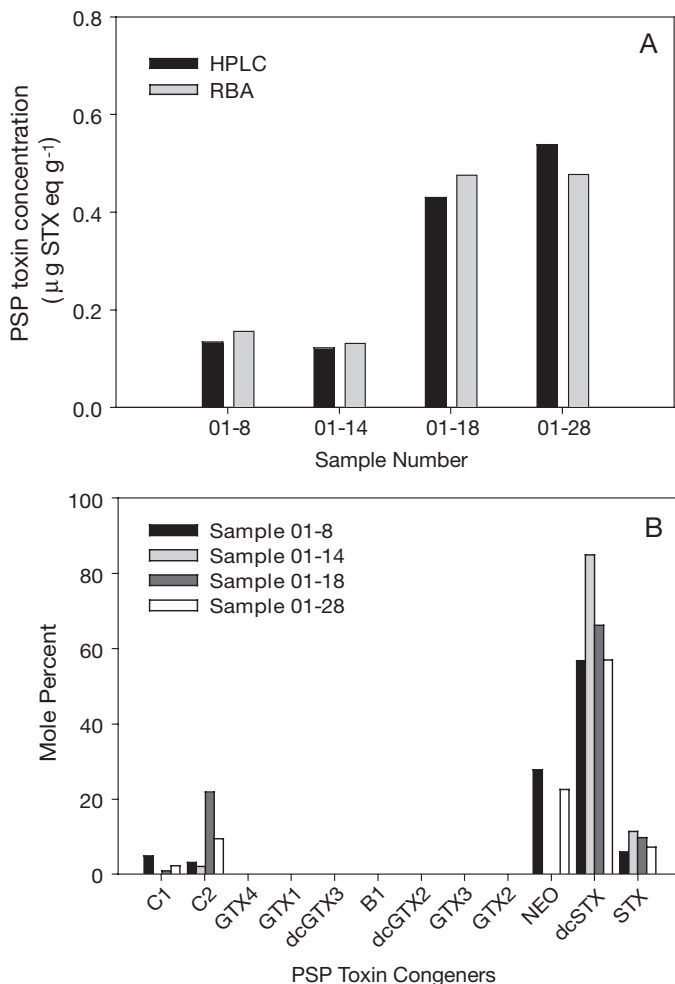 A
HPLC
RBA
PSP toxin concentration
(µg STX eq g⁻¹)
0.8
0.6
0.4
0.2
0.0
01-8 01-14 01-18 01-28
Sample Number
B
Sample 01-8
Sample 01-14
Sample 01-18
Sample 01-28
Mole Percent
100
80
60
40
20
0
C1 C2 GTX4 GTX1 dcGTX3 B1 dcGTX2 GTX3 GTX2 NEO dcSTX STX
PSP Toxin Congeners